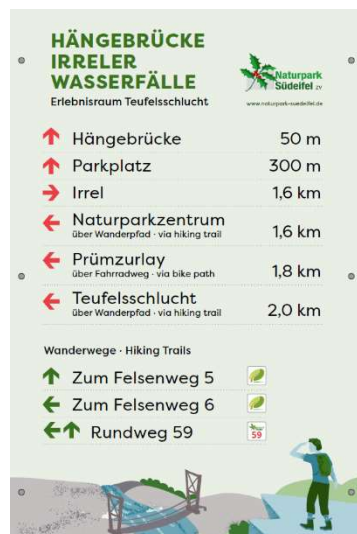 HÄNGEBRÜCKE
IRRELER
WASSERFÄLLE
Erlebnisraum Teufelsschlucht
Naturpark
Südeifel ZV
www.naturpark-suedeifel.de
↑ Hängebrücke 50 m
↑ Parkplatz 300 m
→ Irrel 1,6 km
← Naturparkzentrum 1,6 km
über Wanderpfad · via hiking trail
← Prümzurlay 1,8 km
über Fahrradweg · via bike path
← Teufelsschlucht 2,0 km
über Wanderpfad · via hiking trail
Wanderwege · Hiking Trails
↑ Zum Felsenweg 5
← Zum Felsenweg 6
←↑ Rundweg 59 59